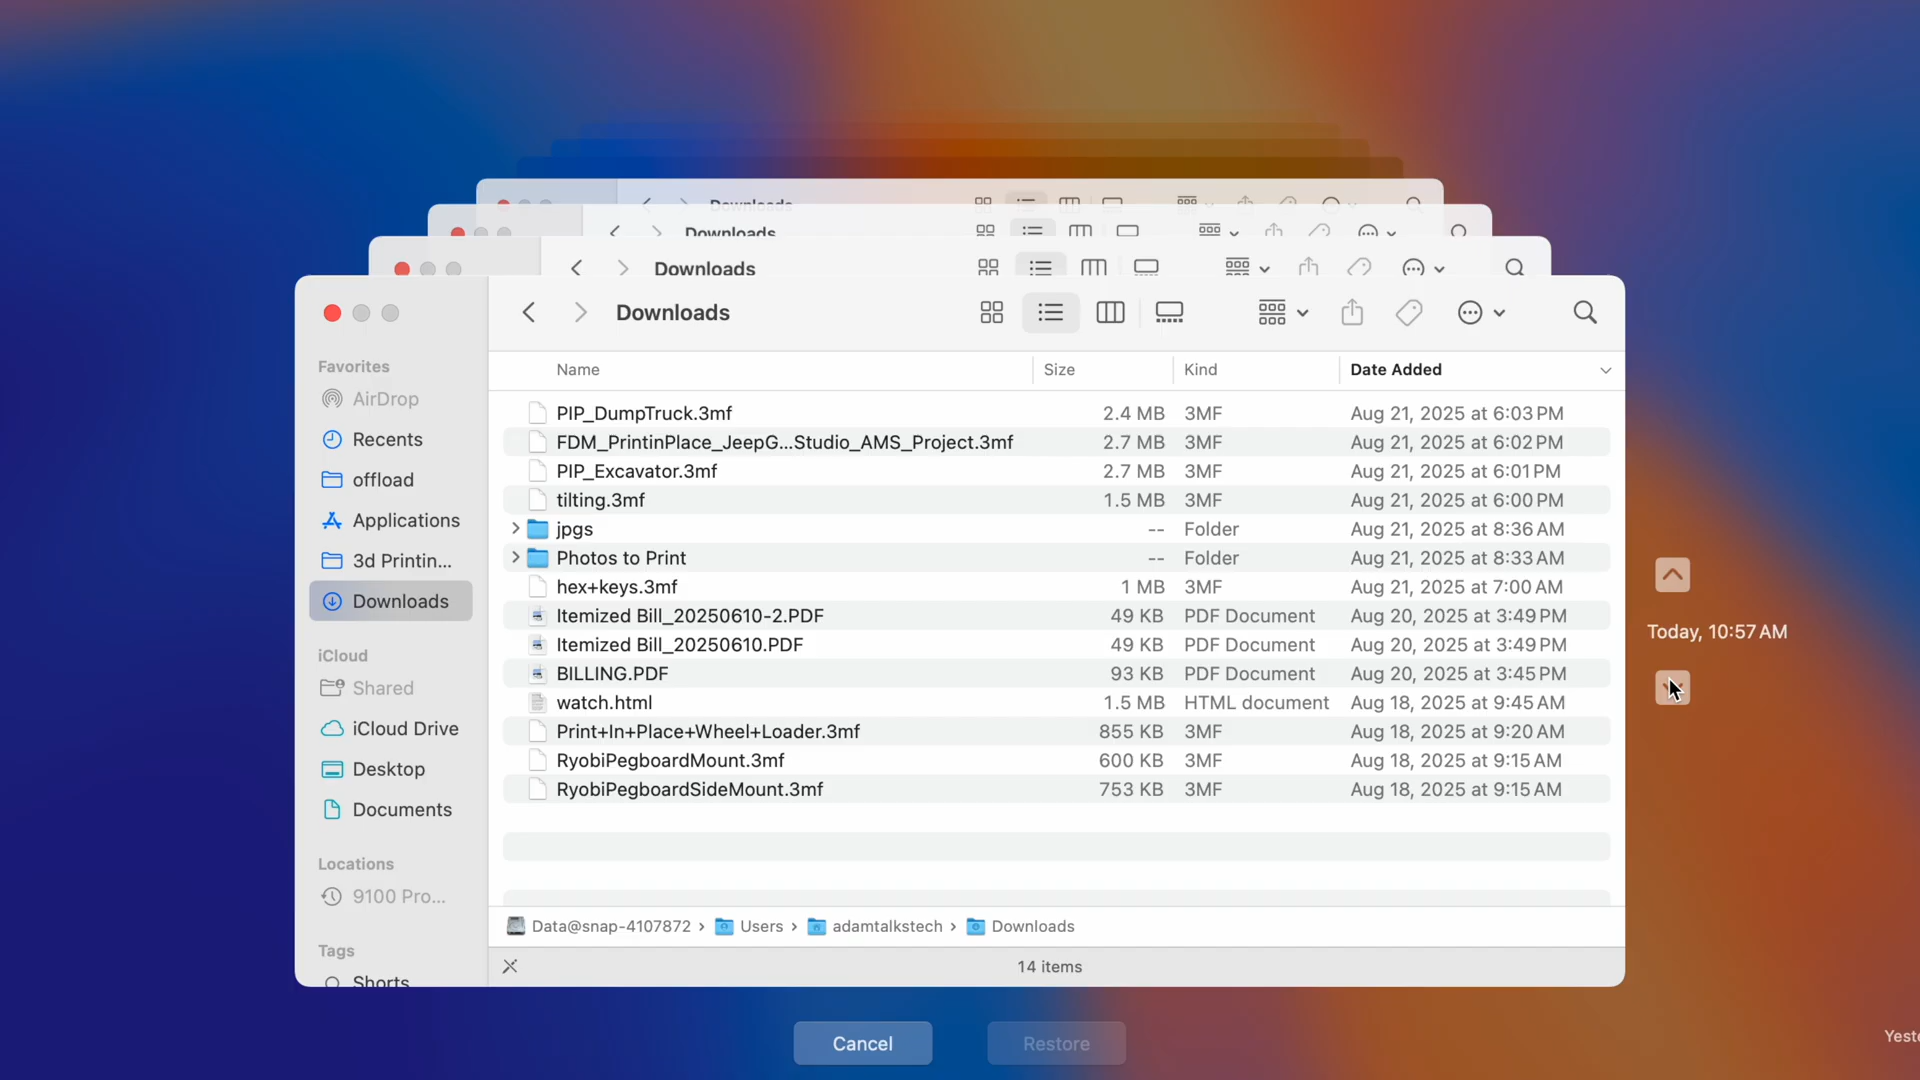 Downloads
Downloads
Downloads
Downloads
Favorites
AirDrop
Recents
offload
Applications
3d Printin...
Downloads
iCloud
Shared
iCloud Drive
Desktop
Documents
Locations
9100 Pro...
Tags
Shorts
Name Size Kind Date Added
PIP_DumpTruck.3mf 2.4 MB 3MF Aug 21, 2025 at 6:03 PM
FDM_PrintinPlace_JeepG...Studio_AMS_Project.3mf 2.7 MB 3MF Aug 21, 2025 at 6:02 PM
PIP_Excavator.3mf 2.7 MB 3MF Aug 21, 2025 at 6:01 PM
tilting.3mf 1.5 MB 3MF Aug 21, 2025 at 6:00 PM
jpgs -- Folder Aug 21, 2025 at 8:36 AM
Photos to Print -- Folder Aug 21, 2025 at 8:33 AM
hex+keys.3mf 1 MB 3MF Aug 21, 2025 at 7:00 AM
Itemized Bill_20250610-2.PDF 49 KB PDF Document Aug 20, 2025 at 3:49 PM
Itemized Bill_20250610.PDF 49 KB PDF Document Aug 20, 2025 at 3:49 PM
BILLING.PDF 93 KB PDF Document Aug 20, 2025 at 3:45 PM
watch.html 1.5 MB HTML document Aug 18, 2025 at 9:45 AM
Print+In+Place+Wheel+Loader.3mf 855 KB 3MF Aug 18, 2025 at 9:20 AM
RyobiPegboardMount.3mf 600 KB 3MF Aug 18, 2025 at 9:15 AM
RyobiPegboardSideMount.3mf 753 KB 3MF Aug 18, 2025 at 9:15 AM
Data@snap-4107872 › Users › adamtalkstech › Downloads
14 items
Today, 10:57 AM
Cancel
Restore